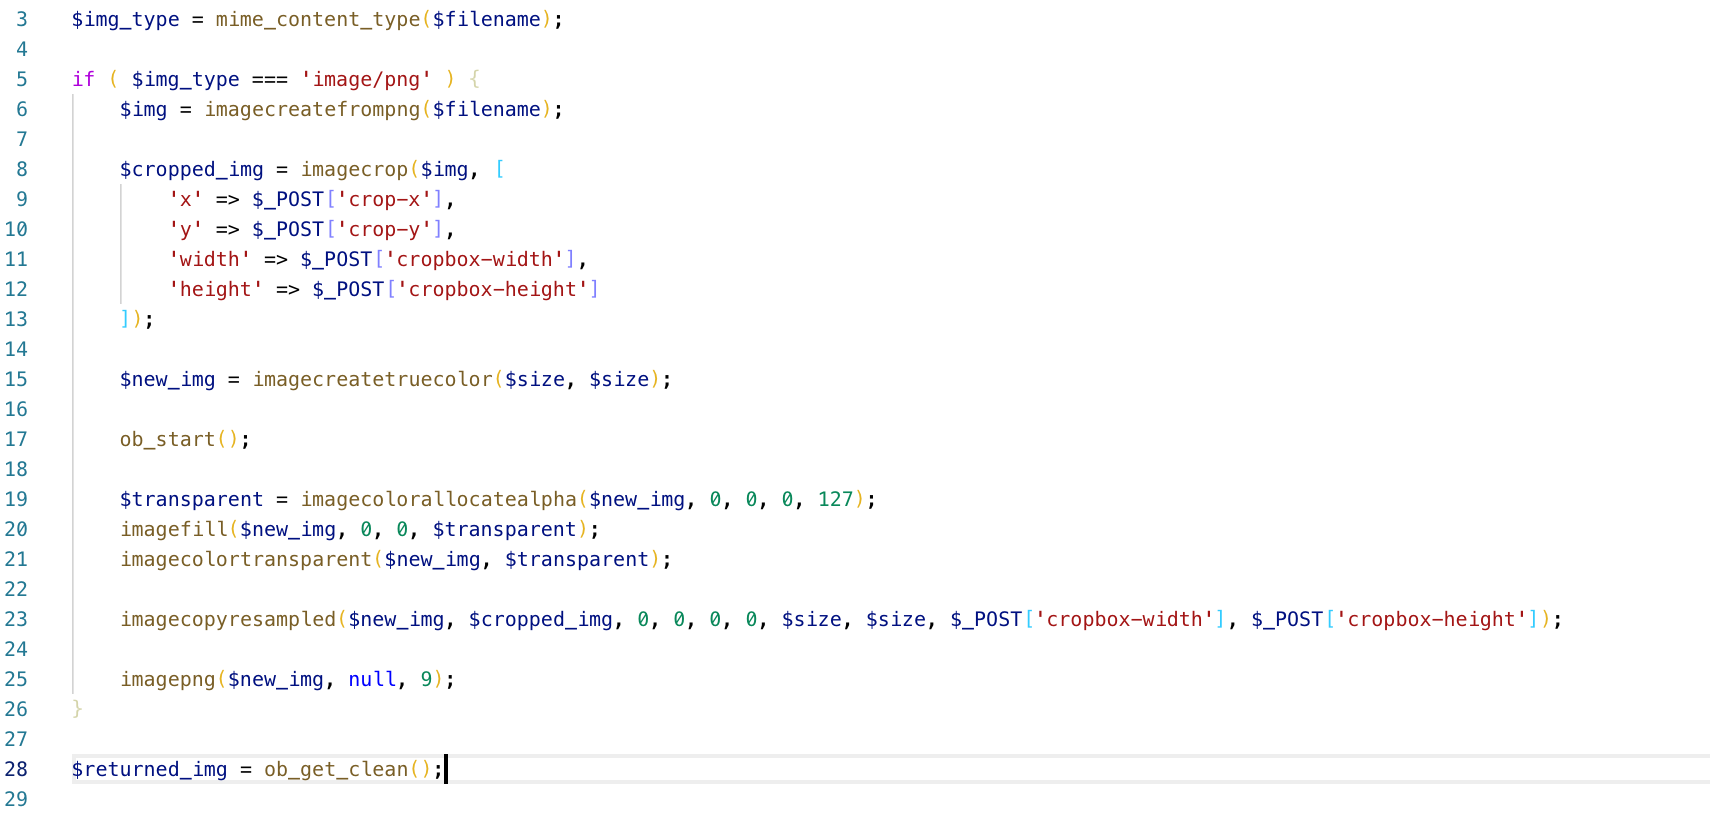 3 $img_type = mime_content_type($filename);
4
5 if ( $img_type === 'image/png' ) {
6     $img = imagecreatefrompng($filename);
7
8     $cropped_img = imagecrop($img, [
9         'x' => $_POST['crop-x'],
10         'y' => $_POST['crop-y'],
11         'width' => $_POST['cropbox-width'],
12         'height' => $_POST['cropbox-height']
13     ]);
14
15     $new_img = imagecreatetruecolor($size, $size);
16
17     ob_start();
18
19     $transparent = imagecolorallocatealpha($new_img, 0, 0, 0, 127);
20     imagefill($new_img, 0, 0, $transparent);
21     imagecolortransparent($new_img, $transparent);
22
23     imagecopyresampled($new_img, $cropped_img, 0, 0, 0, 0, $size, $size, $_POST['cropbox-width'], $_POST['cropbox-height']);
24
25     imagepng($new_img, null, 9);
26 }
27
28 $returned_img = ob_get_clean();
29